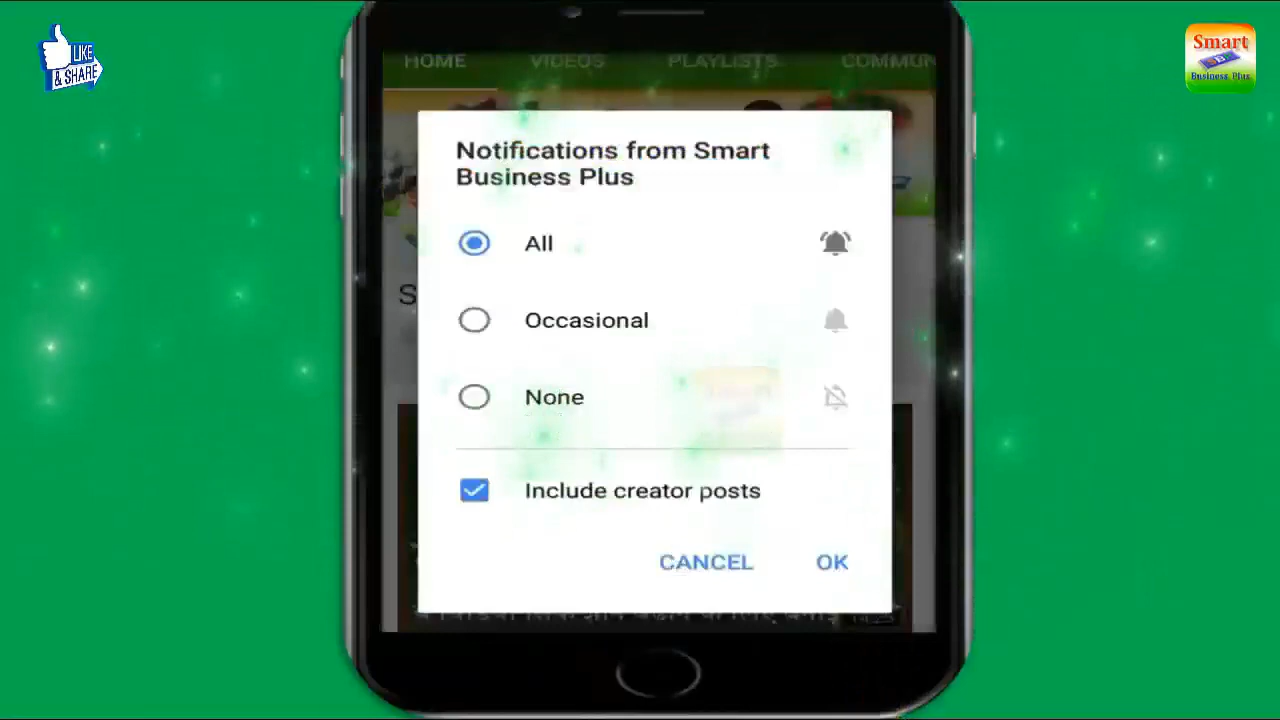 LIKE
& SHARE
Smart
Business Plus
HOME VIDEOS PLAYLISTS COMMUN
Notifications from Smart
Business Plus
All
S
Occasional
None
Include creator posts
CANCEL OK